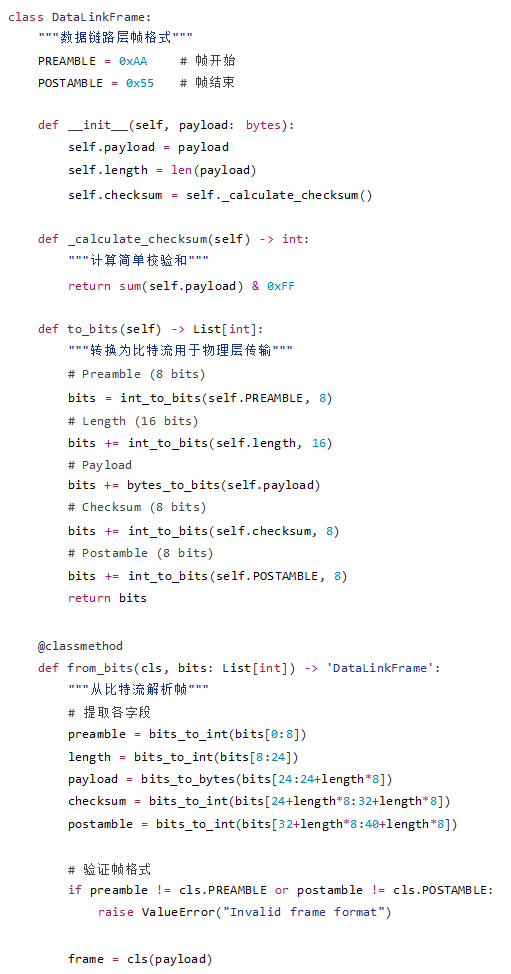 class DataLinkFrame:
    """数据链路层帧格式"""
    PREAMBLE = 0xAA    # 帧开始
    POSTAMBLE = 0x55    # 帧结束
    def __init__(self, payload: bytes):
        self.payload = payload
        self.length = len(payload)
        self.checksum = self._calculate_checksum()
    def _calculate_checksum(self) -> int:
        """计算简单校验和"""
        return sum(self.payload) & 0xFF
    def to_bits(self) -> List[int]:
        """转换为比特流用于物理层传输"""
        # Preamble (8 bits)
        bits = int_to_bits(self.PREAMBLE, 8)
        # Length (16 bits)
        bits += int_to_bits(self.length, 16)
        # Payload
        bits += bytes_to_bits(self.payload)
        # Checksum (8 bits)
        bits += int_to_bits(self.checksum, 8)
        # Postamble (8 bits)
        bits += int_to_bits(self.POSTAMBLE, 8)
        return bits
    @classmethod
    def from_bits(cls, bits: List[int]) -> 'DataLinkFrame':
        """从比特流解析帧"""
        # 提取各字段
        preamble = bits_to_int(bits[0:8])
        length = bits_to_int(bits[8:24])
        payload = bits_to_bytes(bits[24:24+length*8])
        checksum = bits_to_int(bits[24+length*8:32+length*8])
        postamble = bits_to_int(bits[32+length*8:40+length*8])
        # 验证帧格式
        if preamble != cls.PREAMBLE or postamble != cls.POSTAMBLE:
            raise ValueError("Invalid frame format")
        frame = cls(payload)